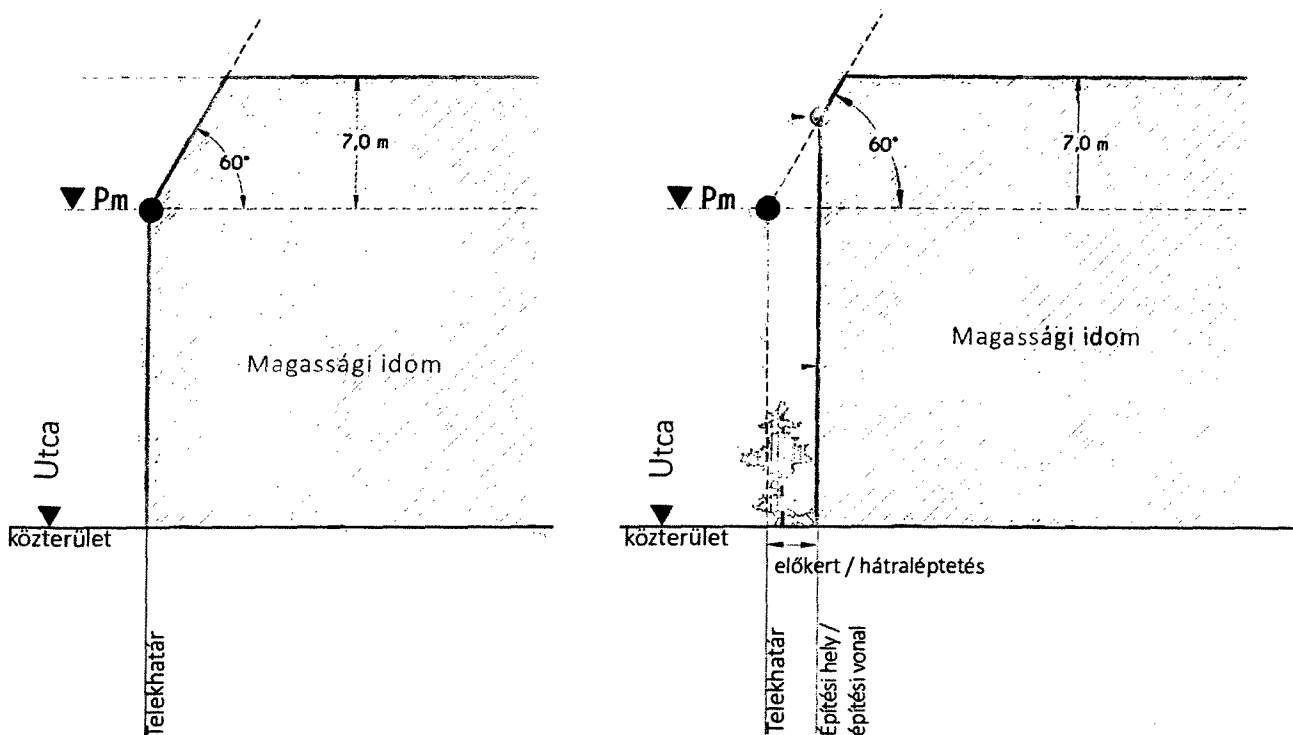 60°
7,0 m
Pm
Magassági idom
Utca
közterület
Telekhatár
60°
7,0 m
Pm
Magassági idom
Utca
közterület
előkert / hátraléptetés
Telekhatár
Építési hely /
építési vonal